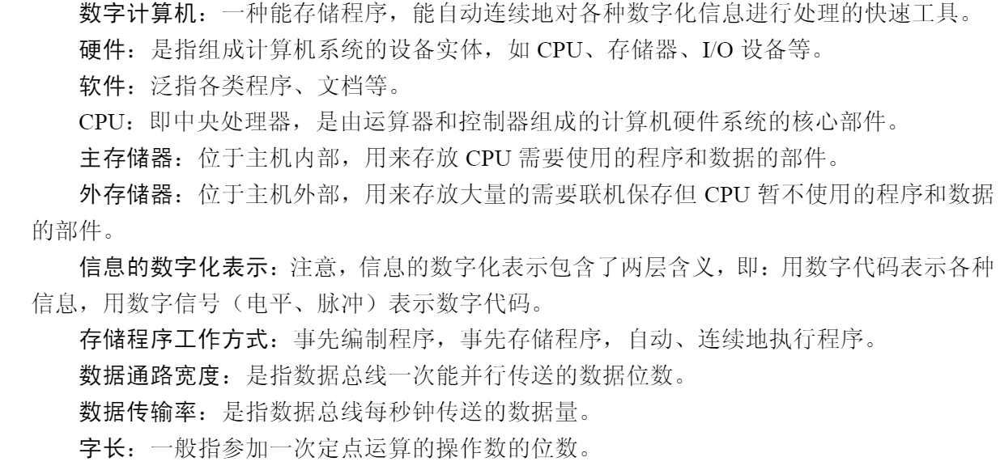 数字计算机：一种能存储程序，能自动连续地对各种数字化信息进行处理的快速工具。
硬件：是指组成计算机系统的设备实体，如 CPU、存储器、I/O 设备等。
软件：泛指各类程序、文档等。
CPU：即中央处理器，是由运算器和控制器组成的计算机硬件系统的核心部件。
主存储器：位于主机内部，用来存放 CPU 需要使用的程序和数据的部件。
外存储器：位于主机外部，用来存放大量的需要联机保存但 CPU 暂不使用的程序和数据
的部件。
信息的数字化表示：注意，信息的数字化表示包含了两层含义，即：用数字代码表示各种
信息，用数字信号（电平、脉冲）表示数字代码。
存储程序工作方式：事先编制程序，事先存储程序，自动、连续地执行程序。
数据通路宽度：是指数据总线一次能并行传送的数据位数。
数据传输率：是指数据总线每秒钟传送的数据量。
字长：一般指参加一次定点运算的操作数的位数。